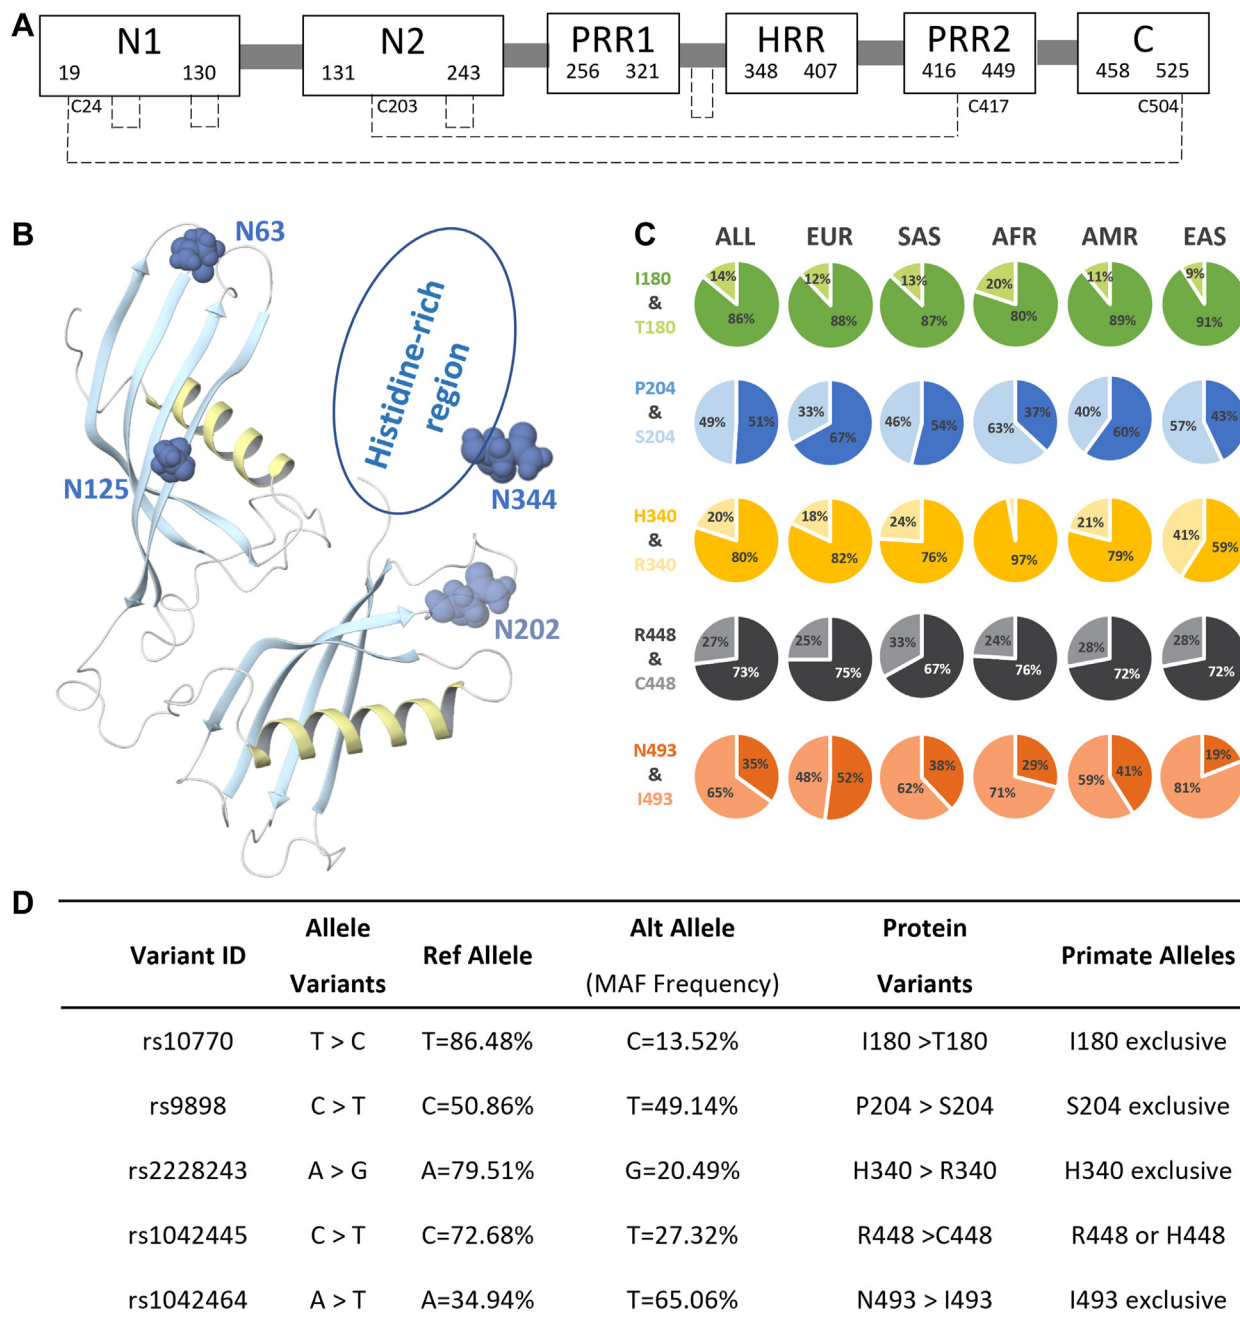 A
N1
N2
PRR1
HRR
PRR2
C
19 130
131 243
256 321
348 407
416 449
458 525
C24
C203
C417
C504
B
N63
N125
Histidine-rich
region
N344
N202
C
ALL EUR SAS AFR AMR EAS
I180
&
T180
14% 86%
12% 88%
13% 87%
20% 80%
11% 89%
9% 91%
P204
&
S204
49% 51%
33% 67%
46% 54%
63% 37%
40% 60%
57% 43%
H340
&
R340
20% 80%
18% 82%
24% 76%
97%
21% 79%
41% 59%
R448
&
C448
27% 73%
25% 75%
33% 67%
24% 76%
28% 72%
28% 72%
N493
&
I493
65% 35%
48% 52%
62% 38%
71% 29%
59% 41%
81% 19%
D
Variant ID
Allele
Variants
Ref Allele
Alt Allele
(MAF Frequency)
Protein
Variants
Primate Alleles
rs10770 T > C T=86.48% C=13.52% I180 >T180 I180 exclusive
rs9898 C > T C=50.86% T=49.14% P204 > S204 S204 exclusive
rs2228243 A > G A=79.51% G=20.49% H340 > R340 H340 exclusive
rs1042445 C > T C=72.68% T=27.32% R448 >C448 R448 or H448
rs1042464 A > T A=34.94% T=65.06% N493 > I493 I493 exclusive